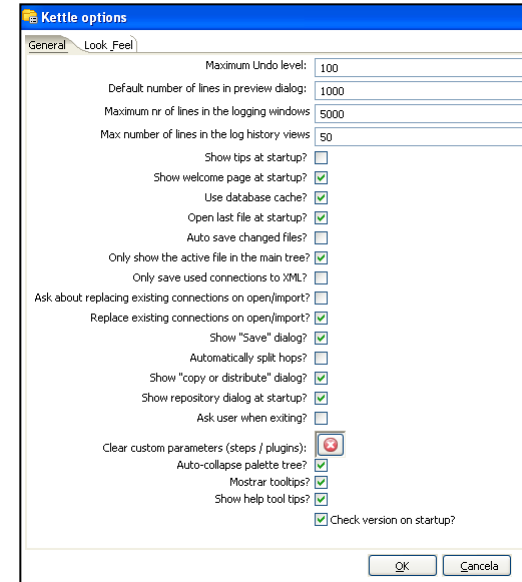 Kettle options
General Look Feel
Maximum Undo level: 100
Default number of lines in preview dialog: 1000
Maximum nr of lines in the logging windows 5000
Max number of lines in the log history views 50
Show tips at startup?
Show welcome page at startup?
Use database cache?
Open last file at startup?
Auto save changed files?
Only show the active file in the main tree?
Only save used connections to XML?
Ask about replacing existing connections on open/import?
Replace existing connections on open/import?
Show "Save" dialog?
Automatically split hops?
Show "copy or distribute" dialog?
Show repository dialog at startup?
Ask user when exiting?
Clear custom parameters (steps / plugins):
Auto-collapse palette tree?
Mostrar tooltips?
Show help tool tips?
Check version on startup?
OK Cancela